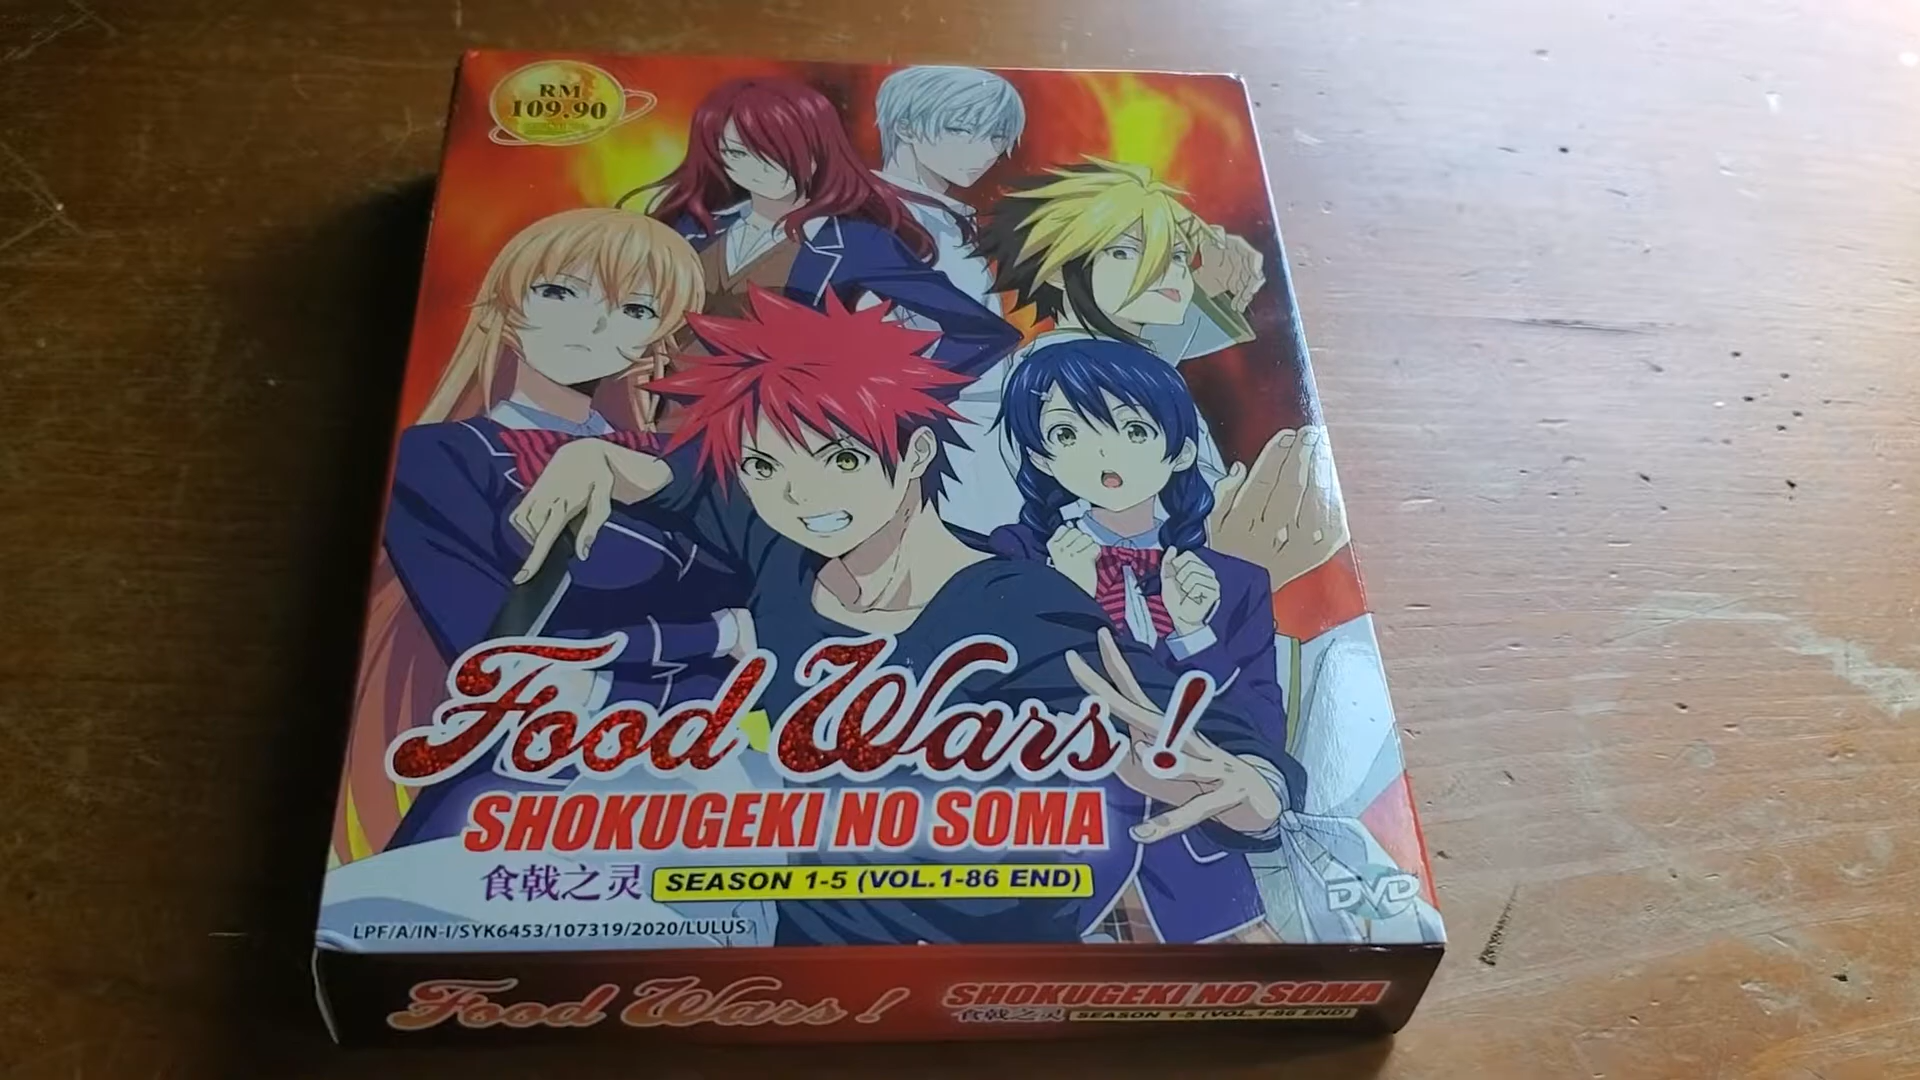 RM
109.90
Food Wars!
SHOKUGEKI NO SOMA
食戟之灵 SEASON 1-5 (VOL.1-86 END)
DVD
LPF/A/IN-I/SYK6453/107319/2020/LULUS
Food Wars! SHOKUGEKI NO SOMA
食戟之灵 SEASON 1-5 (VOL.1-86 END)